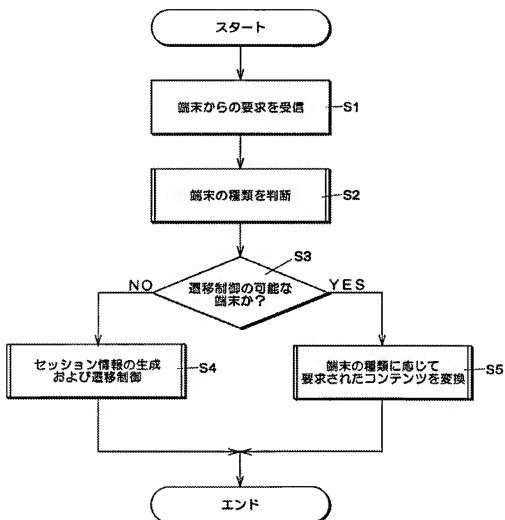 スタート
端末からの要求を受信
S1
端末の種類を判断
S2
S3
遷移制御の可能な
端末か?
NO
YES
セッション情報の生成
および遷移制御
S4
端末の種類に応じて
要求されたコンテンツを変換
S5
エンド